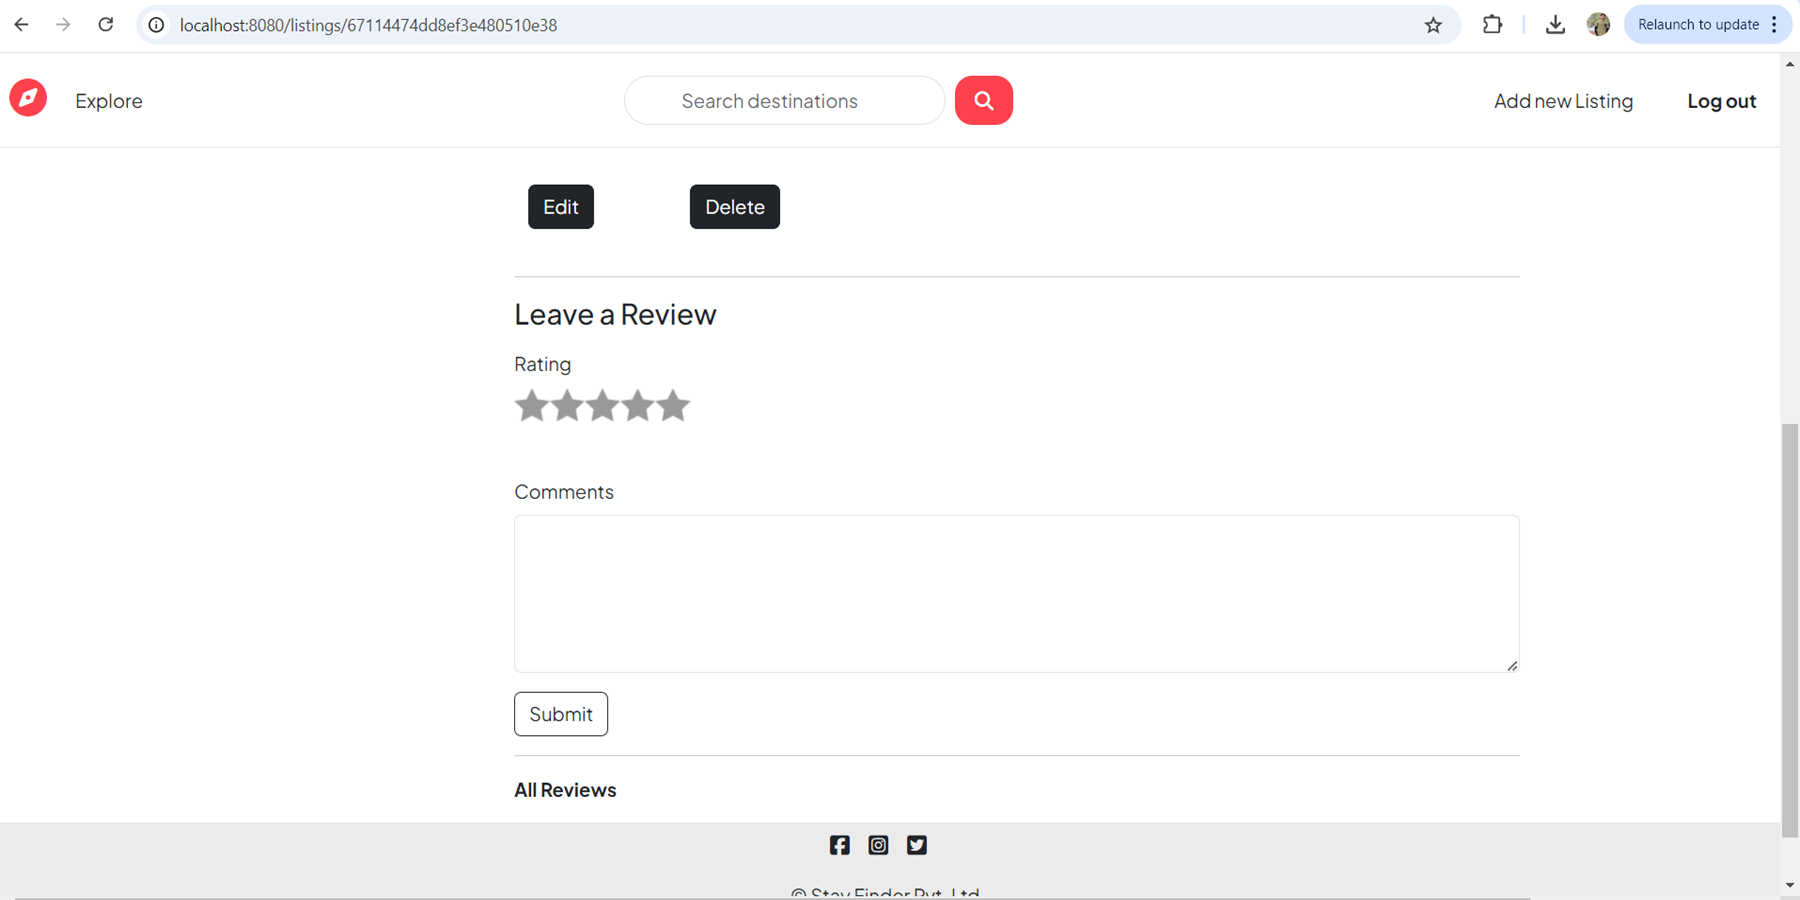 localhost:8080/listings/67114474dd8ef3e480510e38
Relaunch to update
Explore
Search destinations
Add new Listing
Log out
Edit
Delete
Leave a Review
Rating
Comments
Submit
All Reviews
© Stay Finder Pvt. Ltd